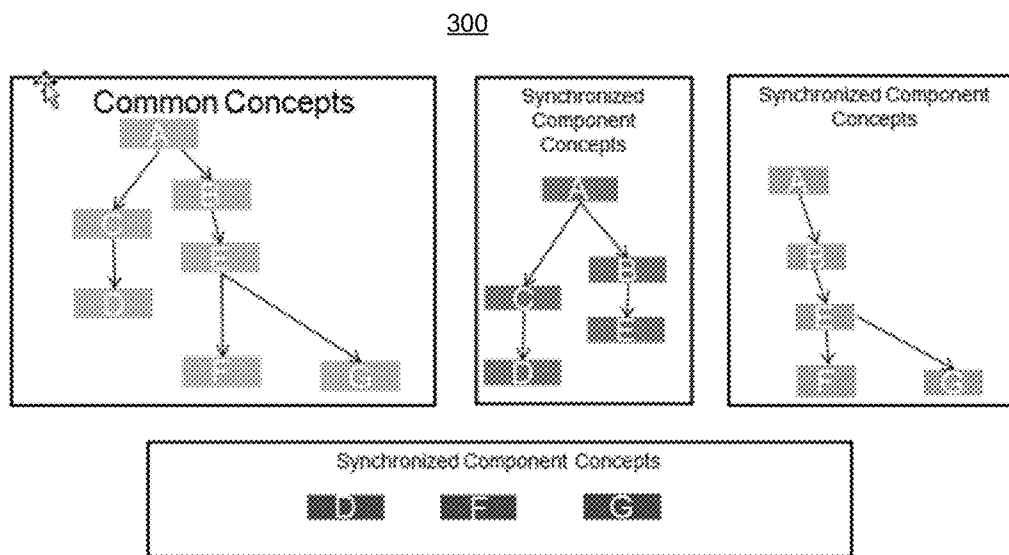 300
Common Concepts
A
B
C
E
D
F
G
Synchronized
Component
Concepts
A
B
C
E
D
Synchronized Component
Concepts
A
B
E
F
G
Synchronized Component Concepts
D F G